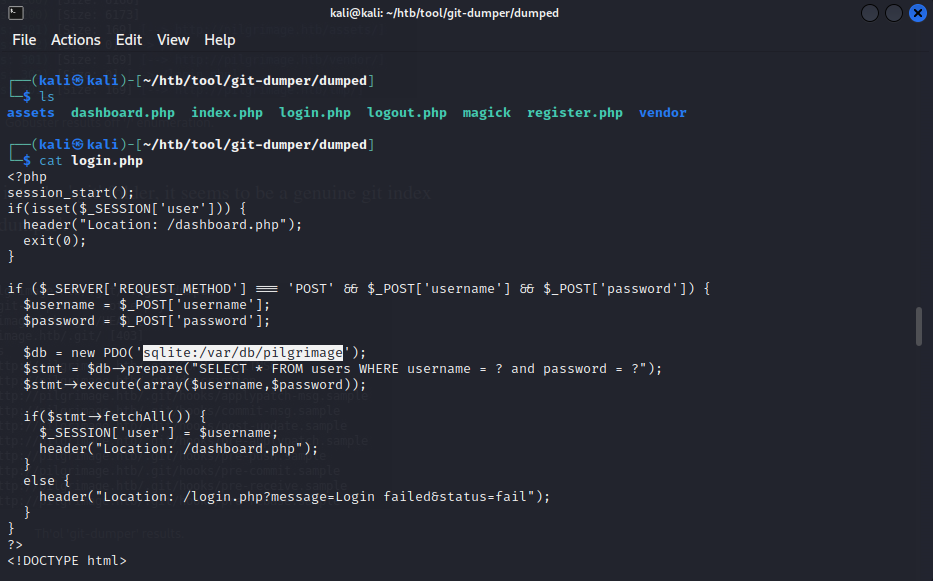 kali@kali: ~/htb/tool/git-dumper/dumped
File Actions Edit View Help
┌──(kali㉿kali)-[~/htb/tool/git-dumper/dumped]
└─$ ls
assets dashboard.php index.php login.php logout.php magick register.php vendor
┌──(kali㉿kali)-[~/htb/tool/git-dumper/dumped]
└─$ cat login.php
<?php
session_start();
if(isset($_SESSION['user'])) {
  header("Location: /dashboard.php");
  exit(0);
}
if ($_SERVER['REQUEST_METHOD'] === 'POST' && $_POST['username'] && $_POST['password']) {
  $username = $_POST['username'];
  $password = $_POST['password'];
  $db = new PDO('sqlite:/var/db/pilgrimage');
  $stmt = $db->prepare("SELECT * FROM users WHERE username = ? and password = ?");
  $stmt->execute(array($username,$password));
  if($stmt->fetchAll()) {
    $_SESSION['user'] = $username;
    header("Location: /dashboard.php");
  }
  else {
    header("Location: /login.php?message=Login failed&status=fail");
  }
}
?>
<!DOCTYPE html>